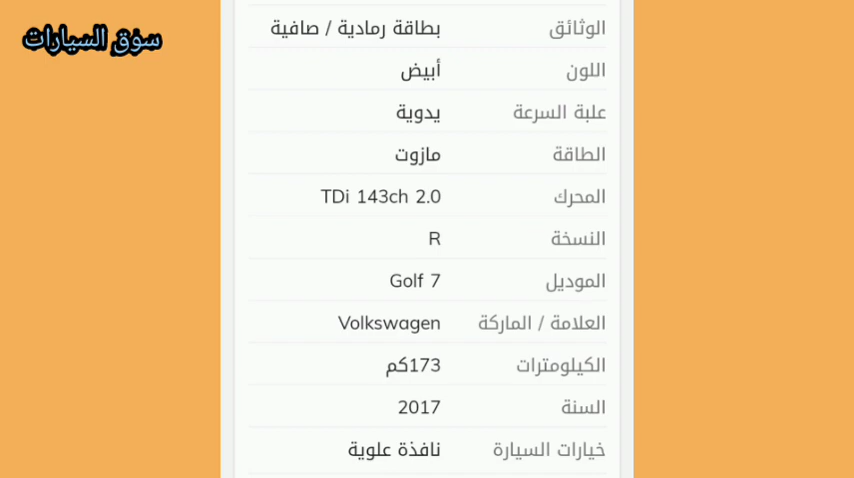 سوق السيارات
الوثائق بطاقة رمادية / صافية
اللون أبيض
علبة السرعة يدوية
الطاقة مازوت
المحرك TDi 143ch 2.0
النسخة R
الموديل Golf 7
العلامة / الماركة Volkswagen
الكيلومترات 173كم
السنة 2017
خيارات السيارة نافذة علوية